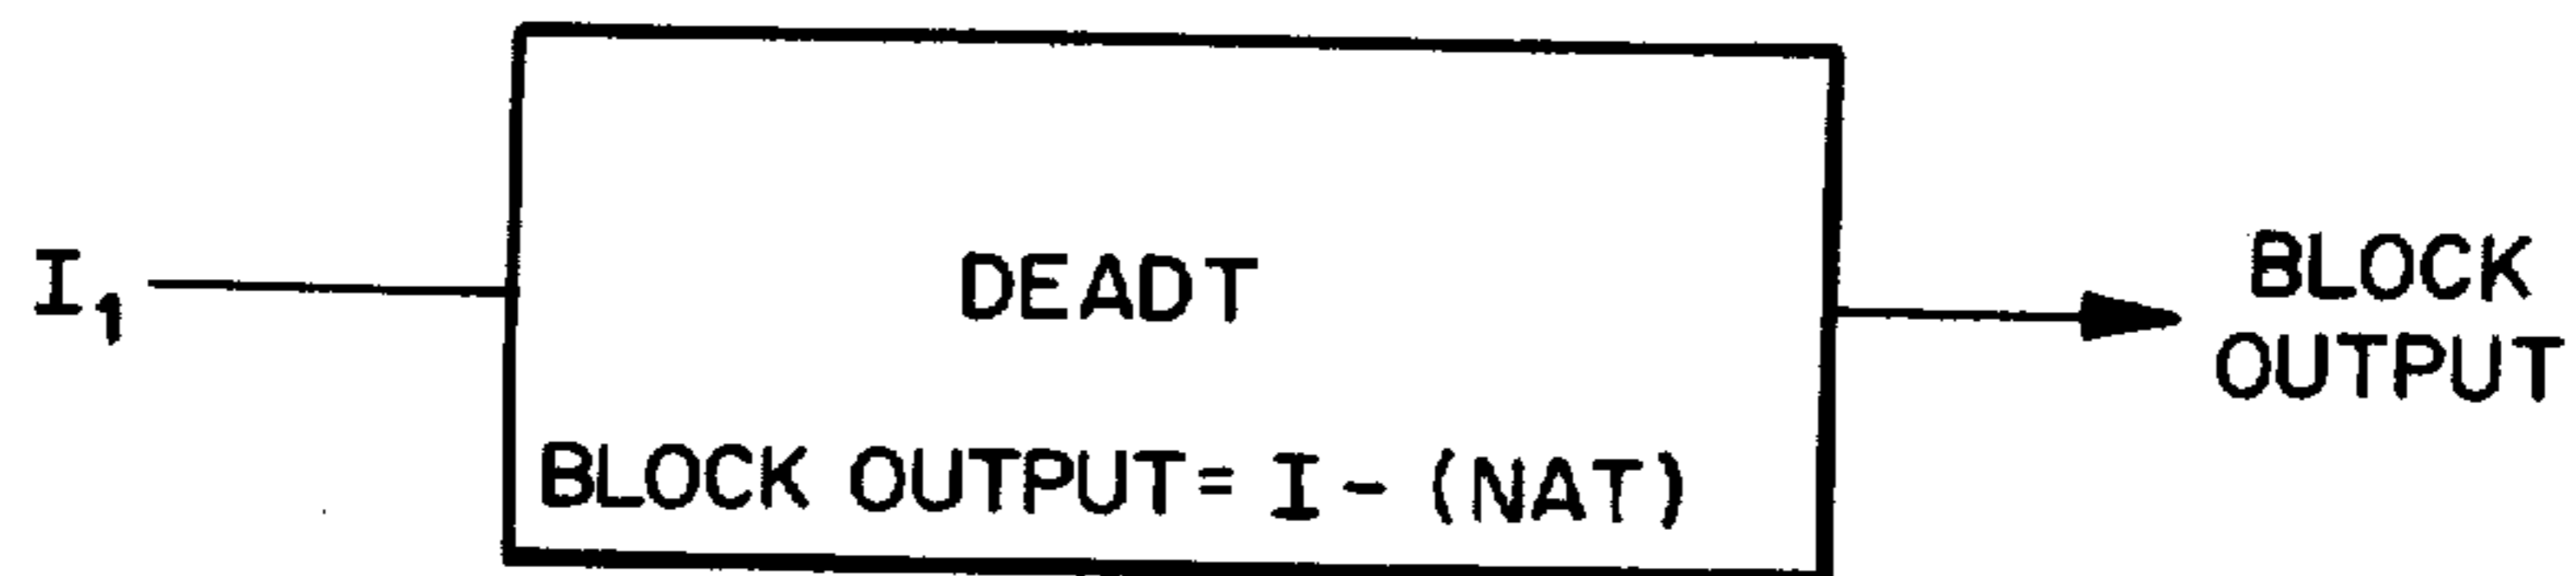 I₁
DEADT
BLOCK OUTPUT= I - (NAT)
BLOCK
OUTPUT